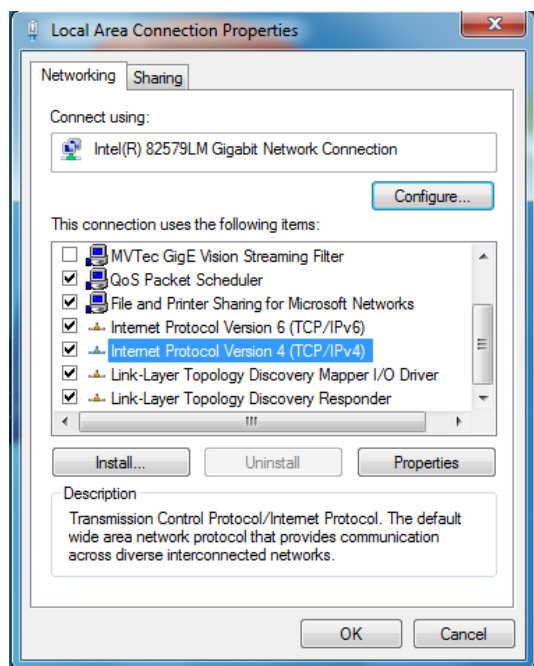 Local Area Connection Properties
Networking Sharing
Connect using:
Intel(R) 82579LM Gigabit Network Connection
Configure...
This connection uses the following items:
MVTec GigE Vision Streaming Filter
QoS Packet Scheduler
File and Printer Sharing for Microsoft Networks
Internet Protocol Version 6 (TCP/IPv6)
Internet Protocol Version 4 (TCP/IPv4)
Link-Layer Topology Discovery Mapper I/O Driver
Link-Layer Topology Discovery Responder
Install... Uninstall Properties
Description
Transmission Control Protocol/Internet Protocol. The default
wide area network protocol that provides communication
across diverse interconnected networks.
OK Cancel